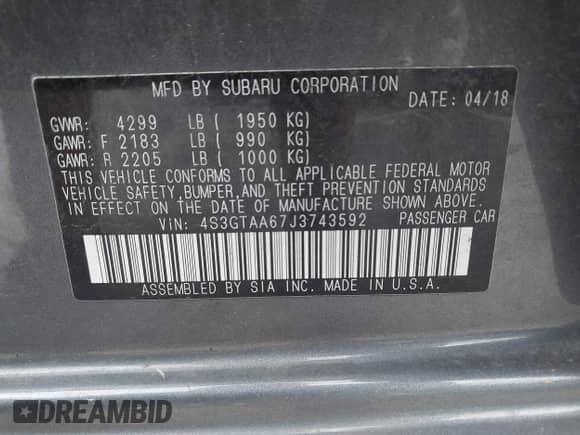 MFD BY SUBARU CORPORATION
DATE: 04/18
GVWR: 4299 LB ( 1950 KG)
GAWR: F 2183 LB ( 990 KG)
GAWR: R 2205 LB ( 1000 KG)
THIS VEHICLE CONFORMS TO ALL APPLICABLE FEDERAL MOTOR
VEHICLE SAFETY,BUMPER,AND THEFT PREVENTION STANDARDS
IN EFFECT ON THE DATE OF MANUFACTURE SHOWN ABOVE.
VIN: 4S3GTAA67J3743592 PASSENGER CAR
ASSEMBLED BY SIA INC. MADE IN U.S.A.
DREAMBID